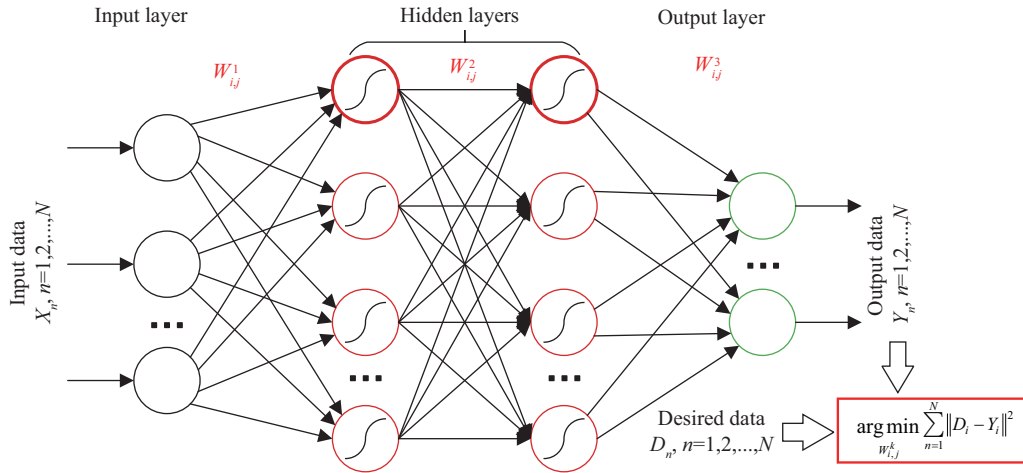 Input layer
Hidden layers
Output layer
W^1_{i,j}
W^2_{i,j}
W^3_{i,j}
Input data
X_n, n=1,2,...,N
...
...
...
...
...
...
Output data
Y_n, n=1,2,...,N
Desired data
D_n, n=1,2,...,N
arg min_{W^k_{i,j}} ∑_{n=1}^{N} ‖D_i − Y_i‖^2